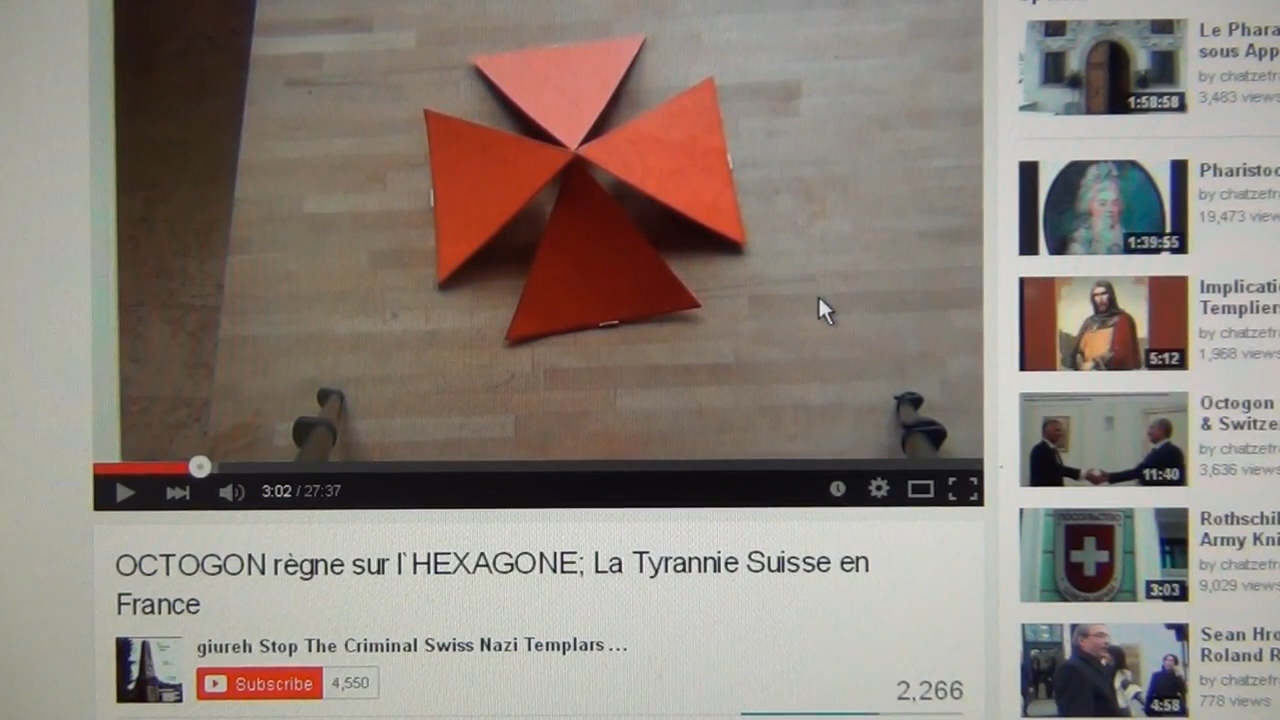 3:02 / 27:37
OCTOGON règne sur l`HEXAGONE; La Tyrannie Suisse en
France
giureh Stop The Criminal Swiss Nazi Templars...
Subscribe 4,550
2,266
Le Phara
sous App
by chatzefr
3,483 views
1:58:58
Pharistoc
by chatzefr
19,473 view
1:39:55
Implicati
Templier
by chatzefr
1,968 views
5:12
Octogon
& Switze
by chatzefr
3,636 views
11:40
Rothschil
Army Kni
by chatzefr
9,029 views
3:03
Sean Hro
Roland R
by chatzefr
778 views
4:58